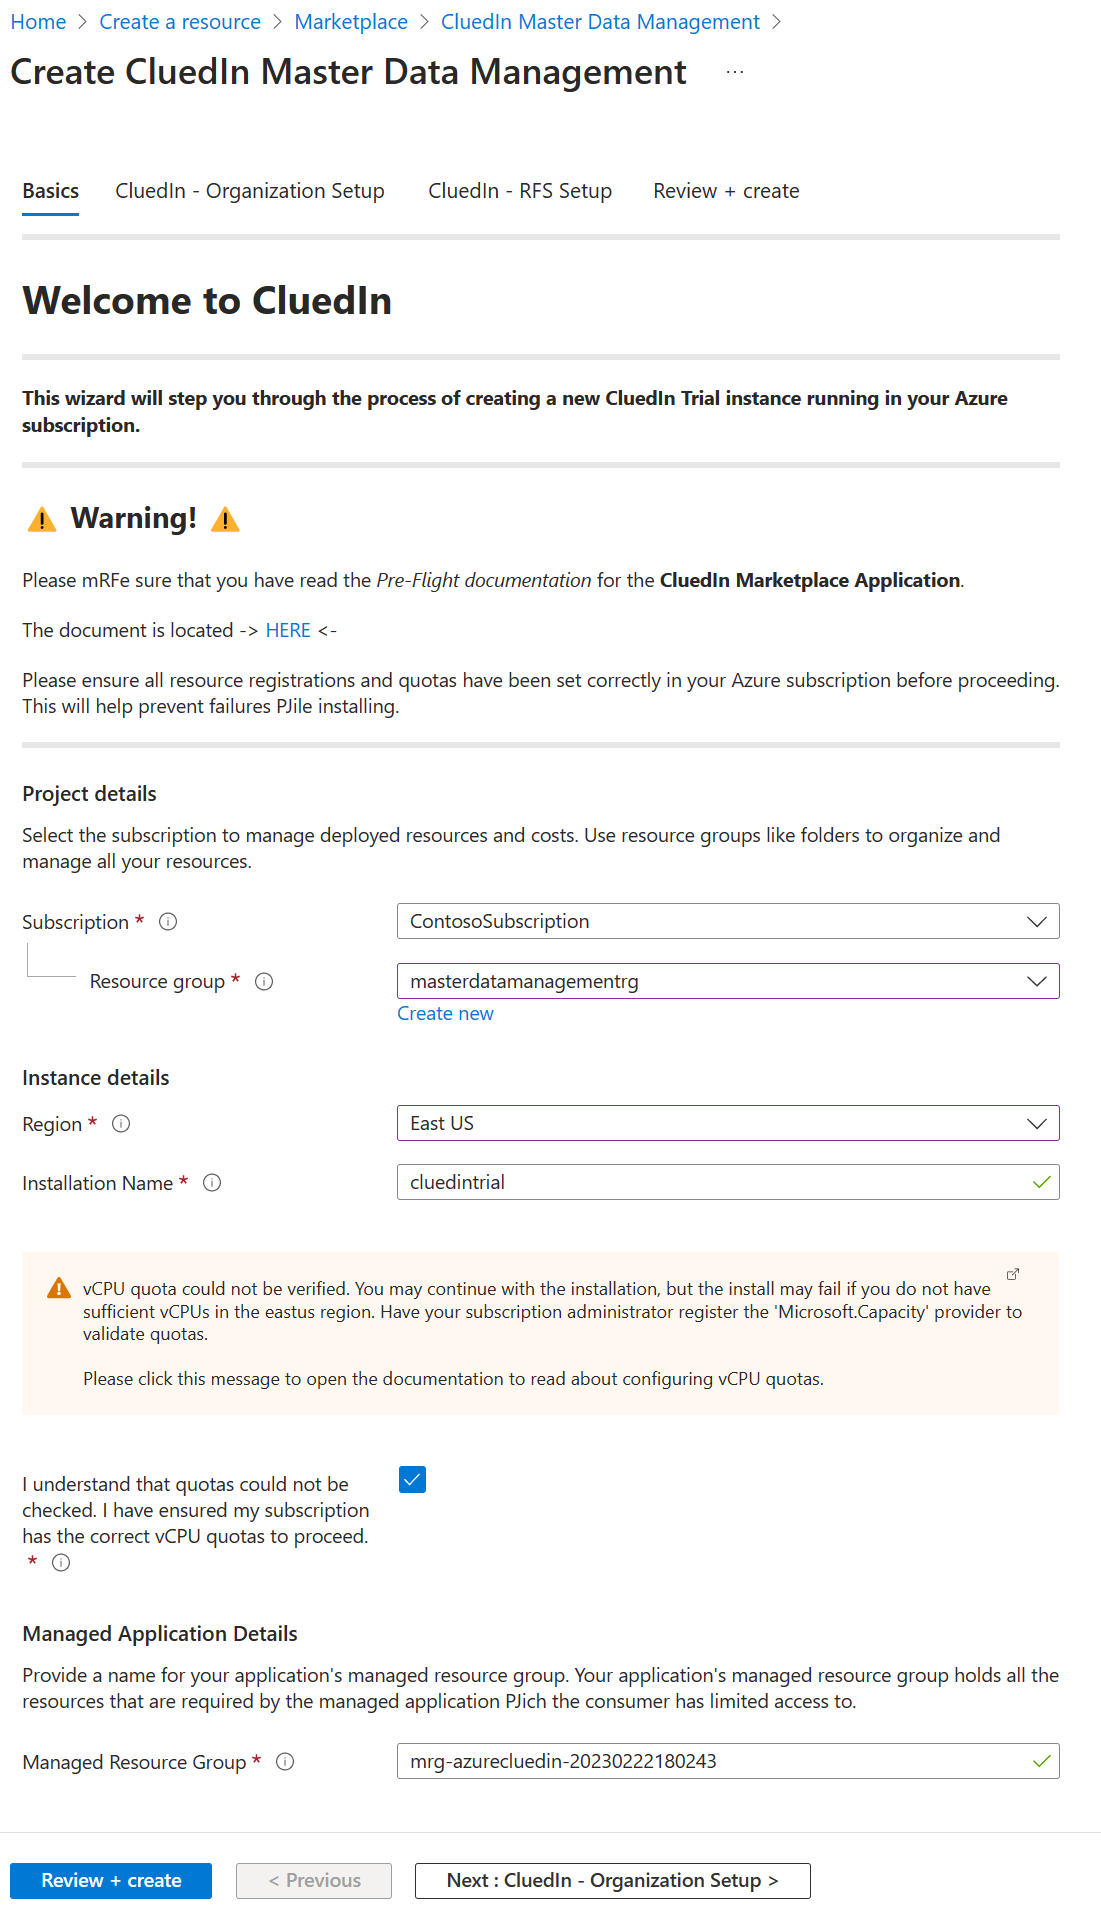 Home > Create a resource > Marketplace > CluedIn Master Data Management >
Create CluedIn Master Data Management ...
Basics CluedIn - Organization Setup CluedIn - RFS Setup Review + create
Welcome to CluedIn
This wizard will step you through the process of creating a new CluedIn Trial instance running in your Azure
subscription.
Warning!
Please mRFe sure that you have read the Pre-Flight documentation for the CluedIn Marketplace Application.
The document is located -> HERE <-
Please ensure all resource registrations and quotas have been set correctly in your Azure subscription before proceeding.
This will help prevent failures PJile installing.
Project details
Select the subscription to manage deployed resources and costs. Use resource groups like folders to organize and
manage all your resources.
Subscription * ContosoSubscription
Resource group * masterdatamanagementrg
Create new
Instance details
Region * East US
Installation Name * cluedintrial
vCPU quota could not be verified. You may continue with the installation, but the install may fail if you do not have
sufficient vCPUs in the eastus region. Have your subscription administrator register the 'Microsoft.Capacity' provider to
validate quotas.
Please click this message to open the documentation to read about configuring vCPU quotas.
I understand that quotas could not be
checked. I have ensured my subscription
has the correct vCPU quotas to proceed.
*
Managed Application Details
Provide a name for your application's managed resource group. Your application's managed resource group holds all the
resources that are required by the managed application PJich the consumer has limited access to.
Managed Resource Group * mrg-azurecluedin-20230222180243
Review + create < Previous Next : CluedIn - Organization Setup >